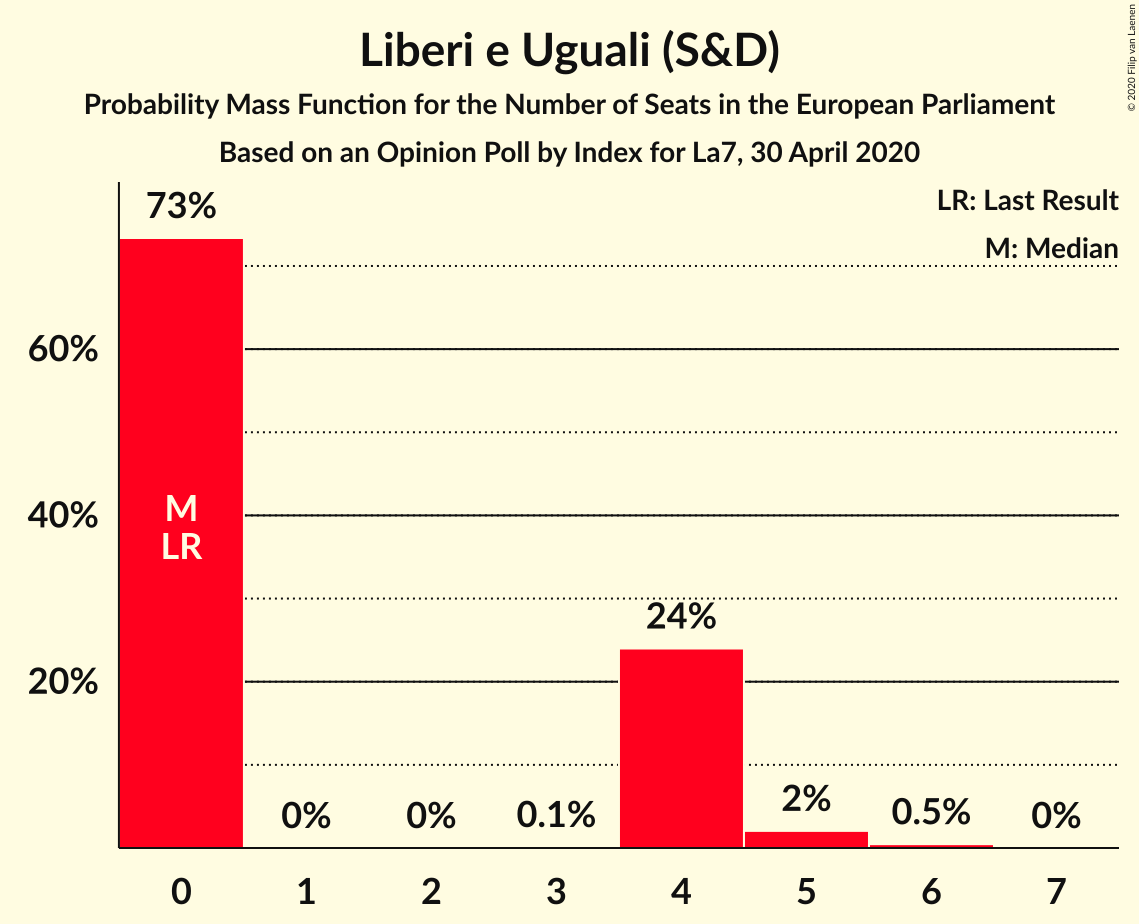 Liberi e Uguali (S&D)
Probability Mass Function for the Number of Seats in the European Parliament
Based on an Opinion Poll by Index for La7, 30 April 2020
© 2020 Filip van Laenen
LR: Last Result
M: Median
73%
60%
40%
20%
M
LR
0%
0%
0.1%
24%
2%
0.5%
0%
0
1
2
3
4
5
6
7